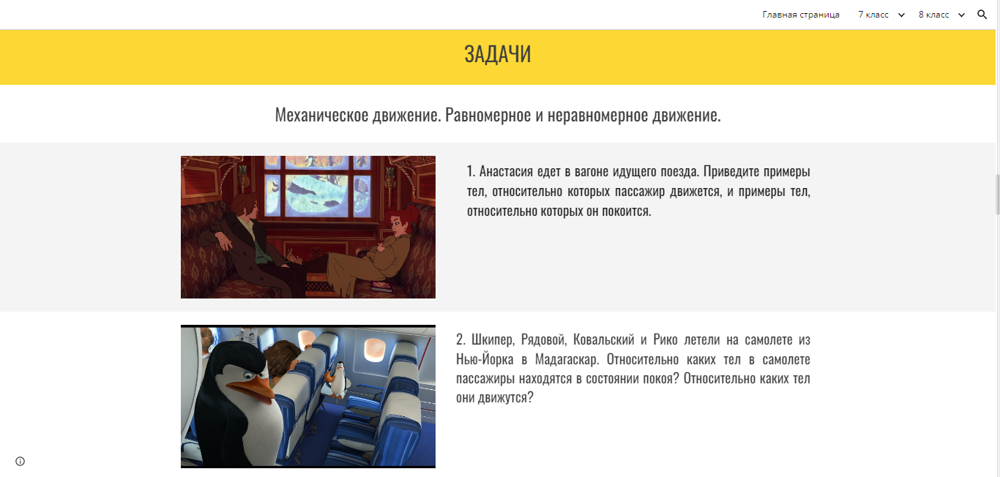 Главная страница 7 класс 8 класс
ЗАДАЧИ
Механическое движение. Равномерное и неравномерное движение.
1. Анастасия едет в вагоне идущего поезда. Приведите примеры
тел, относительно которых пассажир движется, и примеры тел,
относительно которых он покоится.
2. Шкипер, Рядовой, Ковальский и Рико летели на самолете из
Нью-Йорка в Мадагаскар. Относительно каких тел в самолете
пассажиры находятся в состоянии покоя? Относительно каких тел
они движутся?